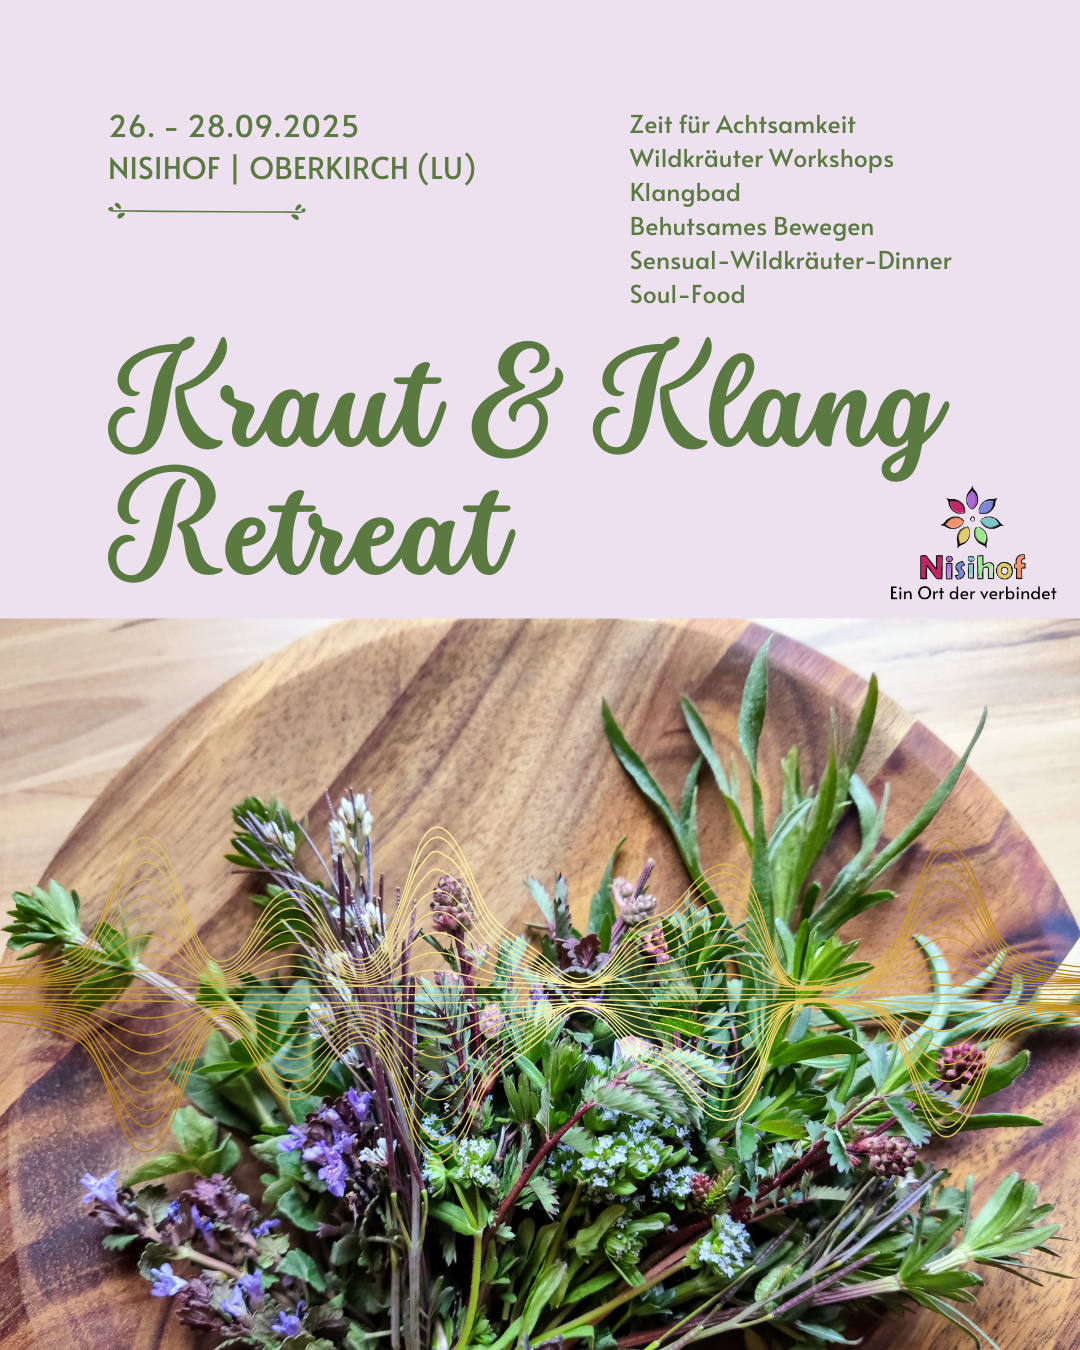 26. - 28.09.2025
NISIHOF | OBERKIRCH (LU)
Zeit für Achtsamkeit
Wildkräuter Workshops
Klangbad
Behutsames Bewegen
Sensual-Wildkräuter-Dinner
Soul-Food
Kraut & Klang
Retreat
Nisihof
Ein Ort der verbindet